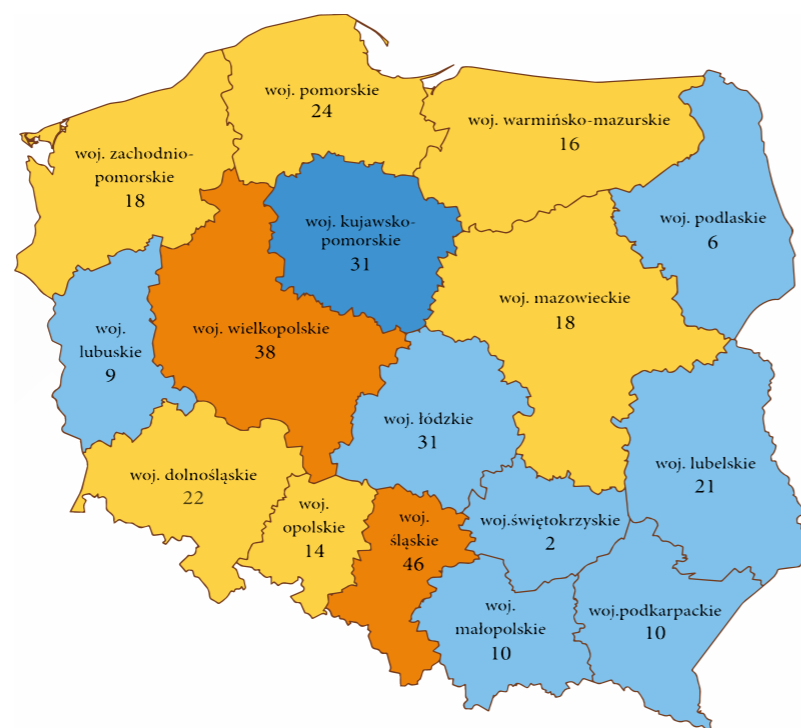 woj. pomorskie
24
woj. warmińsko-mazurskie
16
woj. zachodnio-
pomorskie
18
woj. kujawsko-
pomorskie
31
woj. podlaskie
6
woj. mazowieckie
18
woj. wielkopolskie
38
woj.
lubuskie
9
woj. łódzkie
31
woj. lubelskie
21
woj. dolnośląskie
22
woj.
opolskie
14
woj.
śląskie
46
woj.świętokrzyskie
2
woj.
małopolskie
10
woj.podkarpackie
10